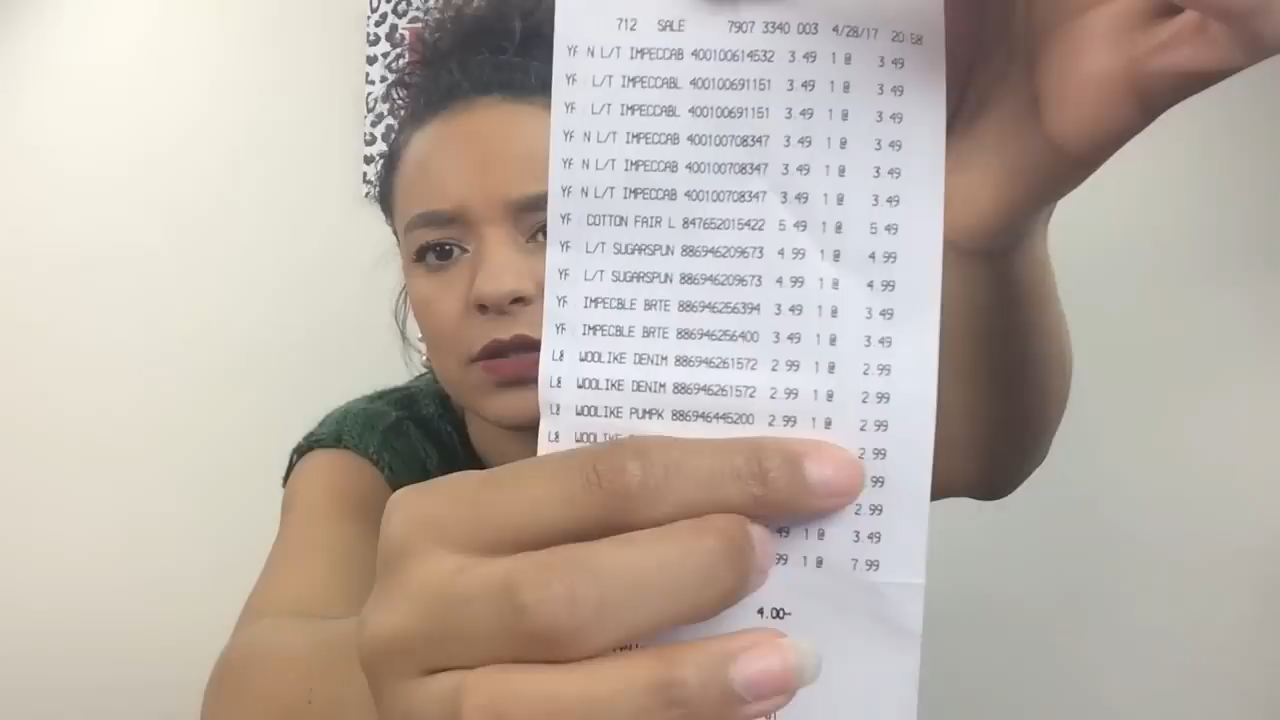 712 SALE 7907 3340 003 4/28/17 20:58
YF N L/T IMPECCAB 400100614532 3.49 1 @ 3.49
YF L/T IMPECCABL 400100691151 3.49 1 @ 3.49
YF L/T IMPECCABL 400100691151 3.49 1 @ 3.49
YF N L/T IMPECCAB 400100708347 3.49 1 @ 3.49
YF N L/T IMPECCAB 400100708347 3.49 1 @ 3.49
YF N L/T IMPECCAB 400100708347 3.49 1 @ 3.49
YF COTTON FAIR L 847652015422 5.49 1 @ 5.49
YF L/T SUGARSPUN 886946209673 4.99 1 @ 4.99
YF L/T SUGARSPUN 886946209673 4.99 1 @ 4.99
YF IMPECBLE BRTE 886946256394 3.49 1 @ 3.49
YF IMPECBLE BRTE 886946256400 3.49 1 @ 3.49
L8 WOOLIKE DENIM 886946261572 2.99 1 @ 2.99
L8 WOOLIKE DENIM 886946261572 2.99 1 @ 2.99
L8 WOOLIKE PUMPK 886946445200 2.99 1 @ 2.99
L8 WOOLIKE 2.99
99
2.99
49 1 @ 3.49
99 1 @ 7.99
4.00-